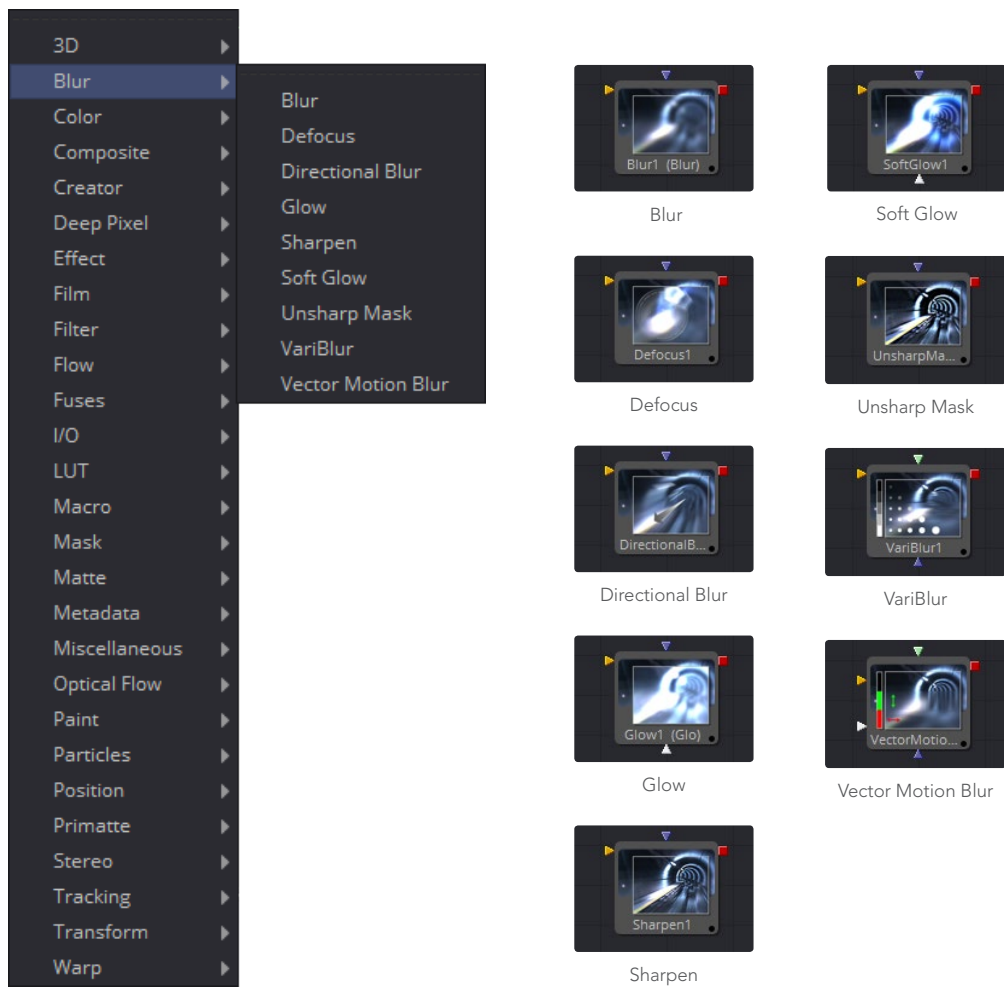 3D
Blur
Color
Composite
Creator
Deep Pixel
Effect
Film
Filter
Flow
Fuses
I/O
LUT
Macro
Mask
Matte
Metadata
Miscellaneous
Optical Flow
Paint
Particles
Position
Primatte
Stereo
Tracking
Transform
Warp
Blur
Defocus
Directional Blur
Glow
Sharpen
Soft Glow
Unsharp Mask
VariBlur
Vector Motion Blur
Blur1 (Blur)
Blur
Defocus1
Defocus
DirectionalB...
Directional Blur
Glow1 (Glo)
Glow
Sharpen1
Sharpen
SoftGlow1
Soft Glow
UnsharpMa...
Unsharp Mask
VariBlur1
VariBlur
VectorMotio...
Vector Motion Blur